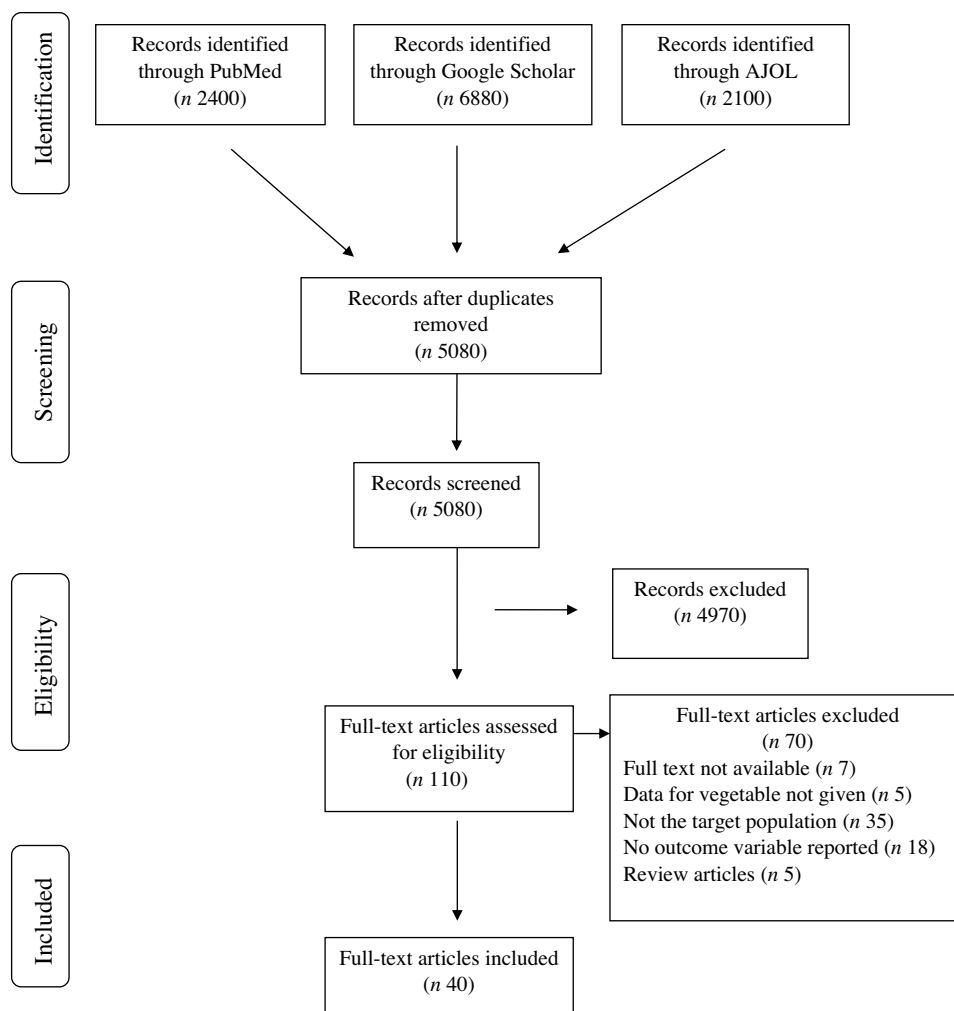 Identification
Records identified
through PubMed
(n 2400)
Records identified
through Google Scholar
(n 6880)
Records identified
through AJOL
(n 2100)
Screening
Records after duplicates
removed
(n 5080)
Records screened
(n 5080)
Eligibility
Records excluded
(n 4970)
Full-text articles assessed
for eligibility
(n 110)
Full-text articles excluded
(n 70)
Full text not available (n 7)
Data for vegetable not given (n 5)
Not the target population (n 35)
No outcome variable reported (n 18)
Review articles (n 5)
Included
Full-text articles included
(n 40)